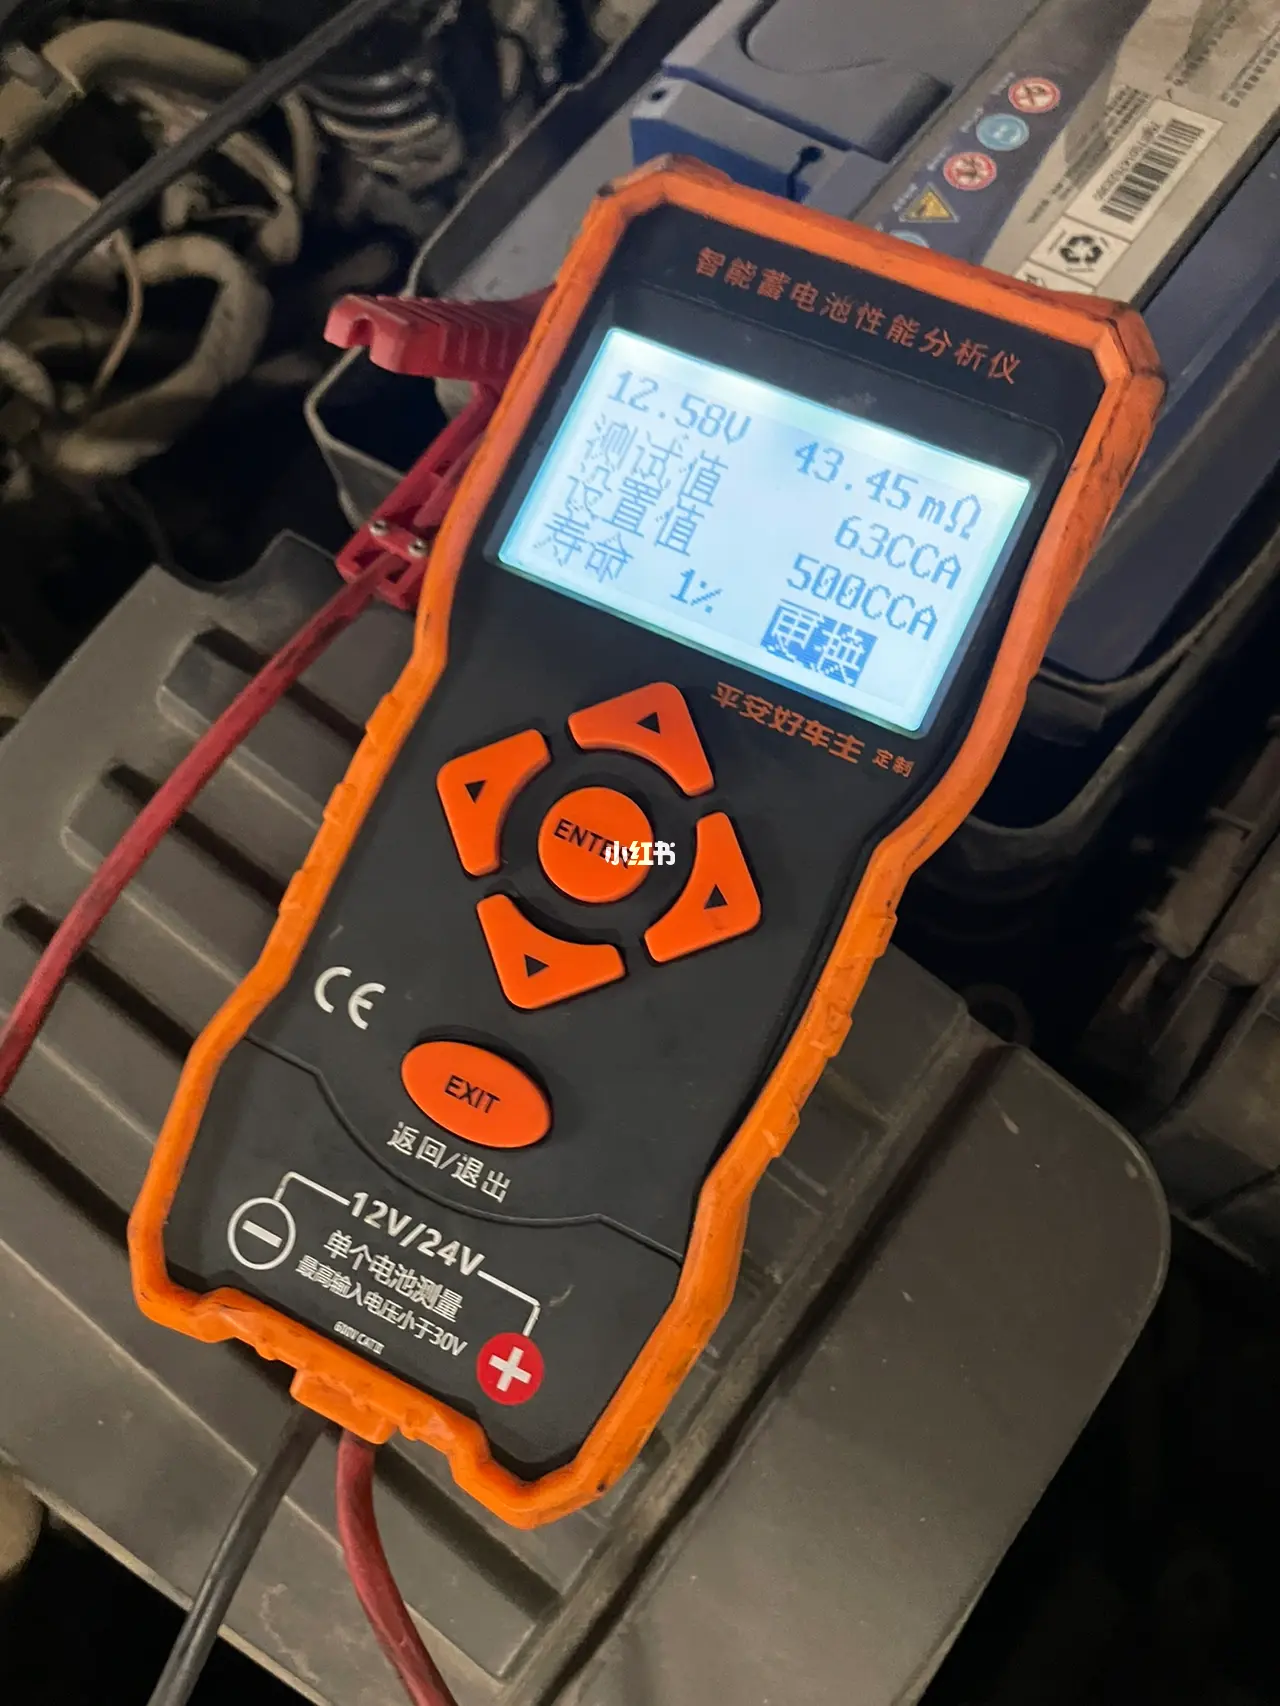 智能蓄电池性能分析仪
12.58V 43.45mΩ
测试值 63CCA
设置值 500CCA
寿命 1% 更换
平安好车主 定制
ENTER
小红书
CE
EXIT
返回/退出
12V/24V
单个电池测量
最高输入电压小于30V
600V CAT II